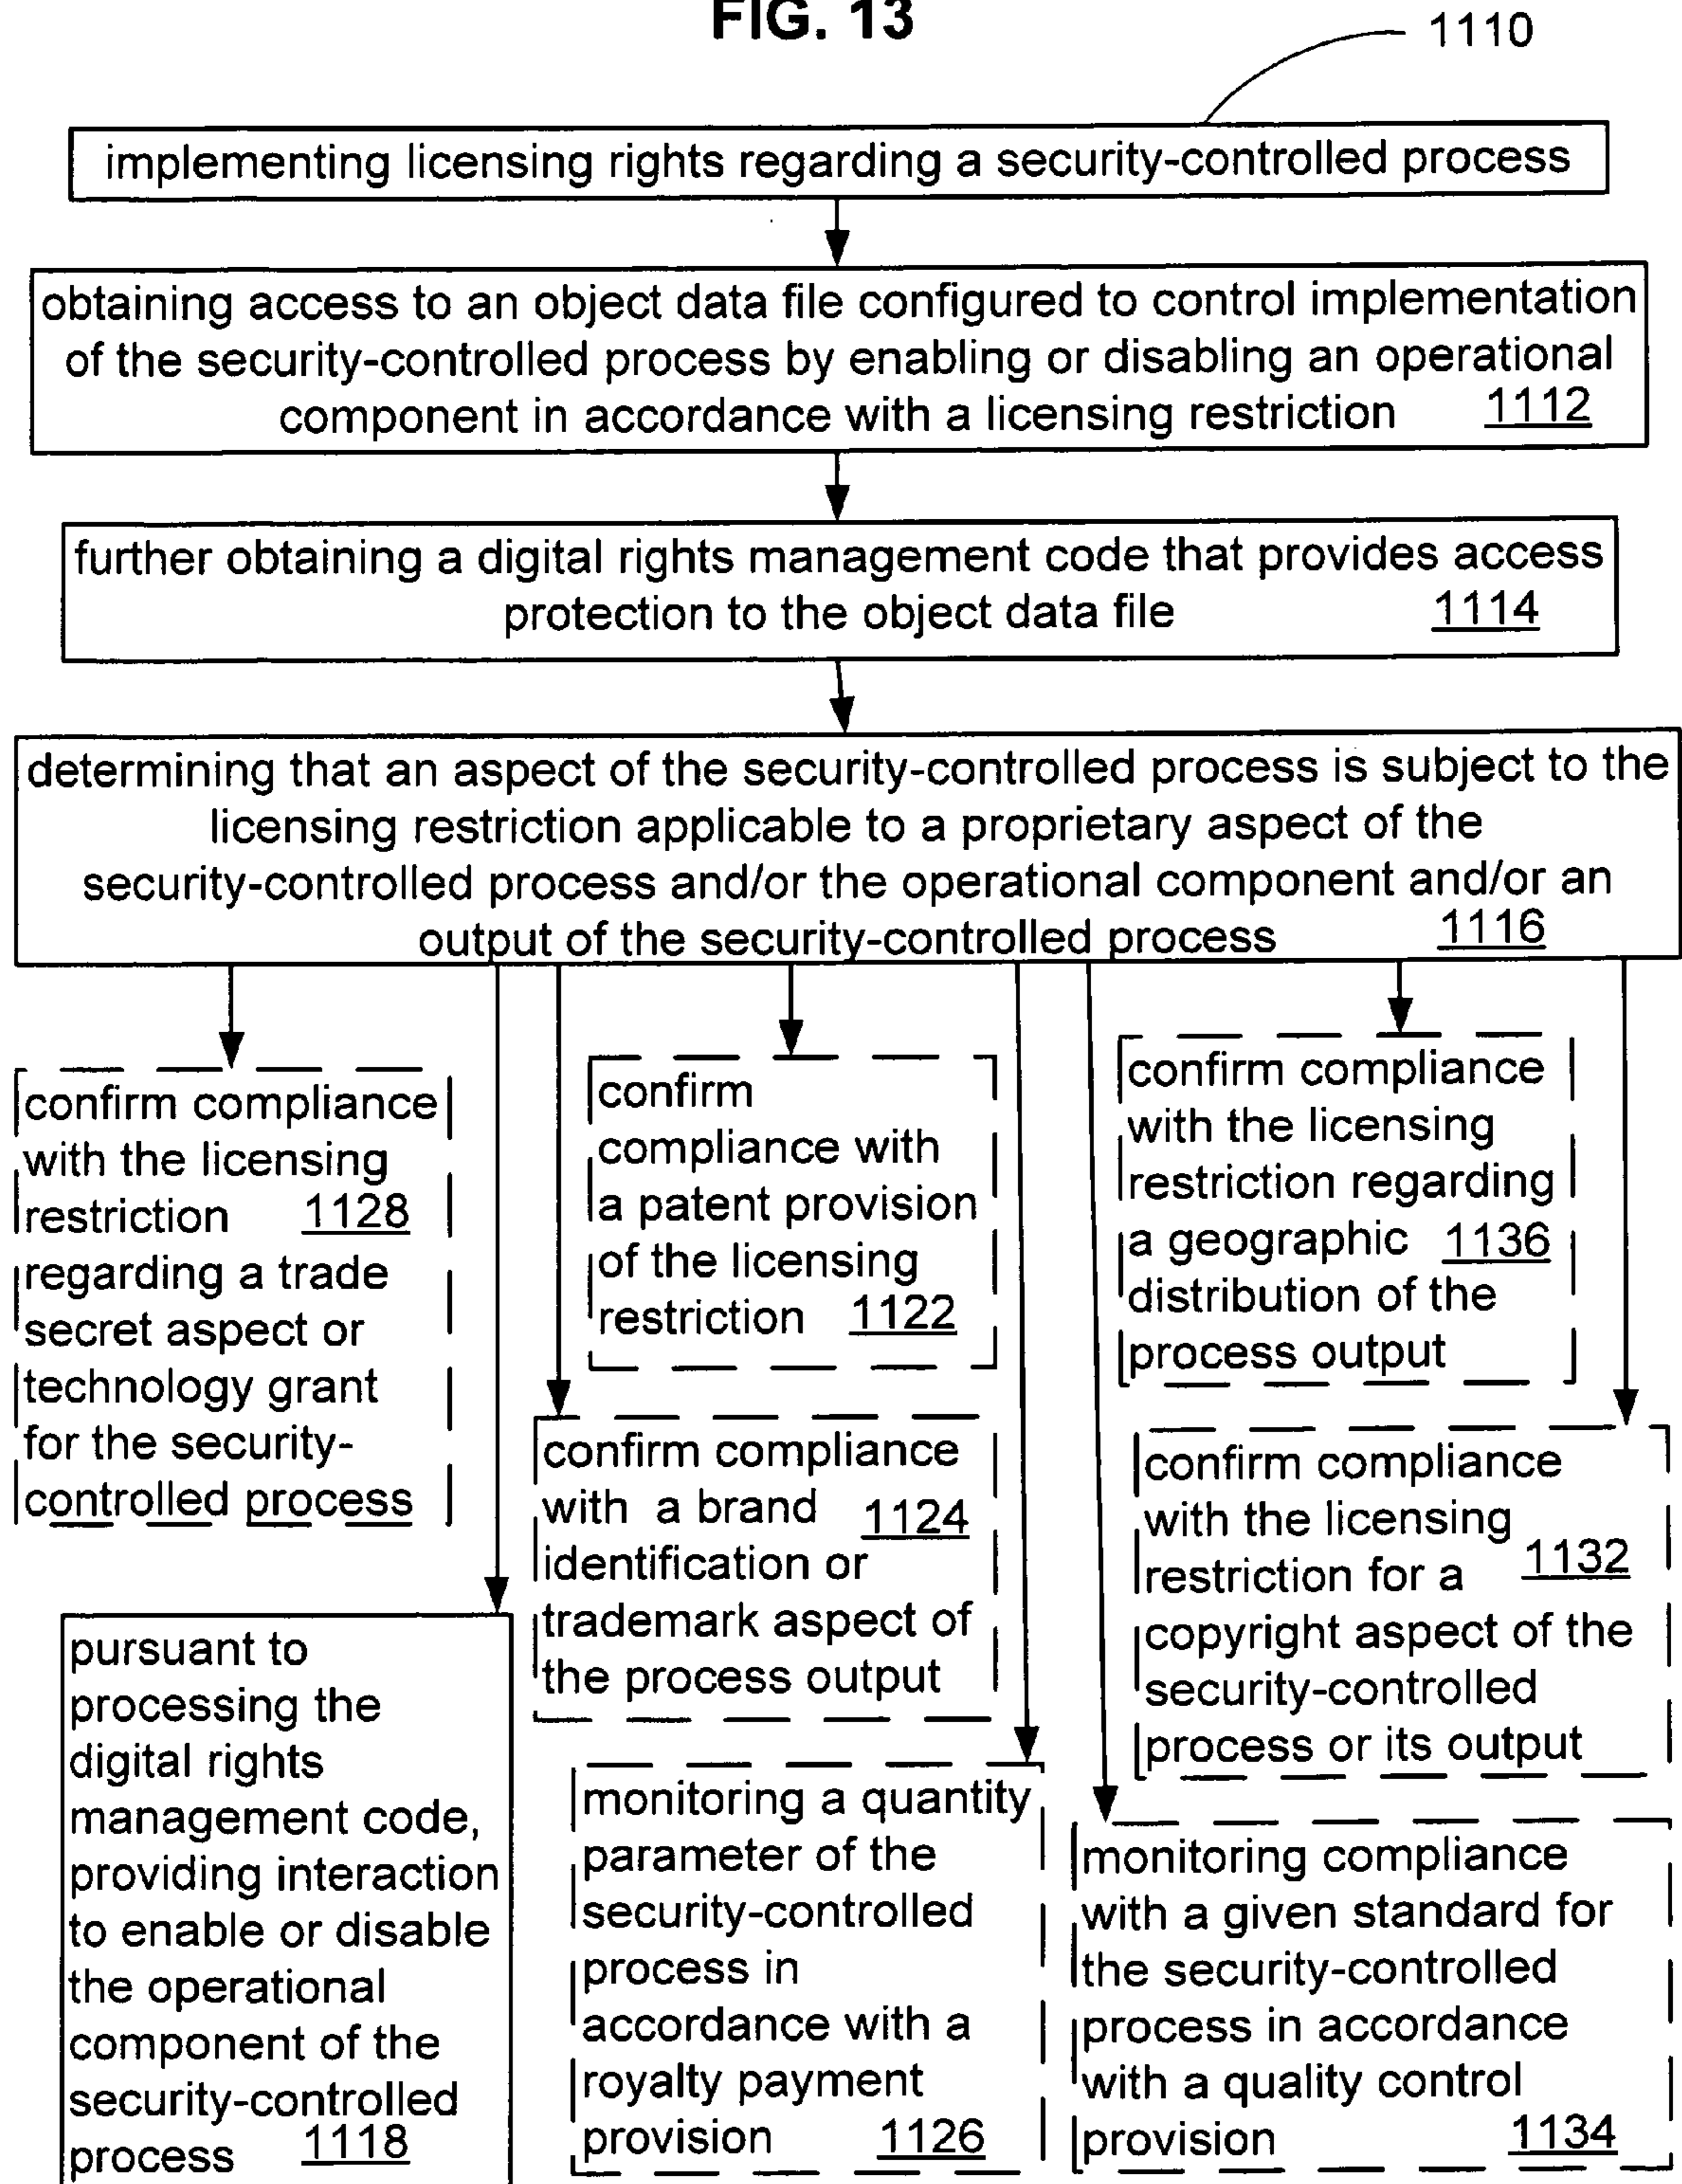 FIG. 13
1110
implementing licensing rights regarding a security-controlled process
obtaining access to an object data file configured to control implementation
of the security-controlled process by enabling or disabling an operational
component in accordance with a licensing restriction 1112
further obtaining a digital rights management code that provides access
protection to the object data file 1114
determining that an aspect of the security-controlled process is subject to the
licensing restriction applicable to a proprietary aspect of the
security-controlled process and/or the operational component and/or an
output of the security-controlled process 1116
confirm compliance
with the licensing
restriction 1128
regarding a trade
secret aspect or
technology grant
for the security-
controlled process
confirm
compliance with
a patent provision
of the licensing
restriction 1122
confirm compliance
with the licensing
restriction regarding
a geographic 1136
distribution of the
process output
confirm compliance
with a brand 1124
identification or
trademark aspect of
the process output
confirm compliance
with the licensing
restriction for a 1132
copyright aspect of the
security-controlled
process or its output
pursuant to
processing the
digital rights
management code,
providing interaction
to enable or disable
the operational
component of the
security-controlled
process 1118
monitoring a quantity
parameter of the
security-controlled
process in
accordance with a
royalty payment
provision 1126
monitoring compliance
with a given standard for
the security-controlled
process in accordance
with a quality control
provision 1134